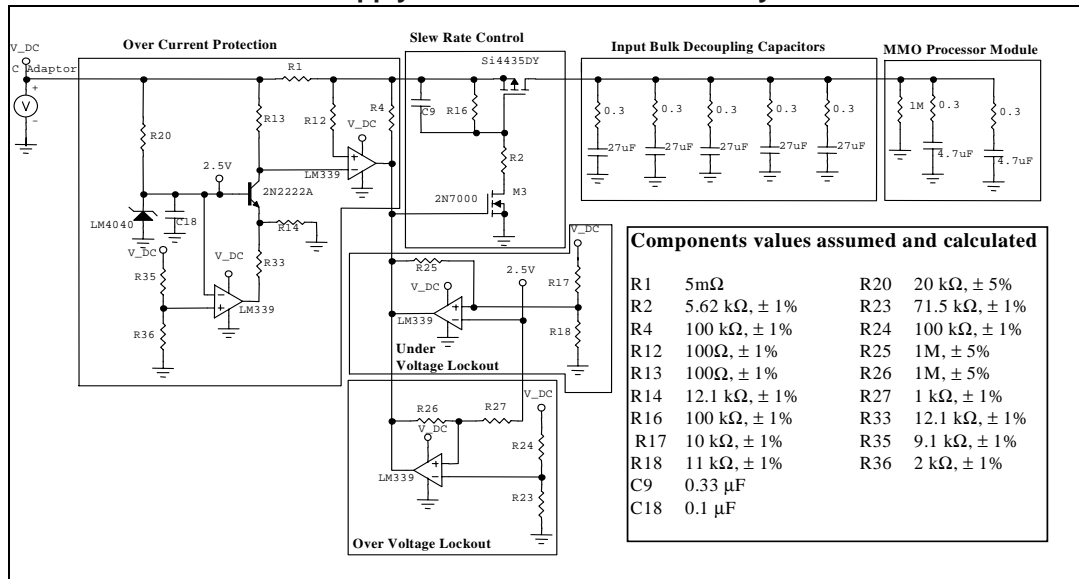 Over Current Protection
Slew Rate Control
Input Bulk Decoupling Capacitors
MMO Processor Module
V_DC
C Adaptor
V
+
-
R1
R4
R12
R13
R20
V_DC
+
-
LM339
2.5V
2N2222A
LM4040
C18
R14
R33
V_DC
R35
R36
V_DC
-
+
LM339
Si4435DY
C9
R16
R2
M3
2N7000
0.3
0.3
0.3
0.3
0.3
27uF
27uF
27uF
27uF
27uF
1M
0.3
0.3
4.7uF
4.7uF
V_DC
R25
2.5V
R17
V_DC
+
-
LM339
R18
Under
Voltage Lockout
R26
R27
V_DC
V_DC
R24
+
-
LM339
R23
Over Voltage Lockout
Components values assumed and calculated
R1 5mΩ R20 20 kΩ, ± 5%
R2 5.62 kΩ, ± 1% R23 71.5 kΩ, ± 1%
R4 100 kΩ, ± 1% R24 100 kΩ, ± 1%
R12 100Ω, ± 1% R25 1M, ± 5%
R13 100Ω, ± 1% R26 1M, ± 5%
R14 12.1 kΩ, ± 1% R27 1 kΩ, ± 1%
R16 100 kΩ, ± 1% R33 12.1 kΩ, ± 1%
R17 10 kΩ, ± 1% R35 9.1 kΩ, ± 1%
R18 11 kΩ, ± 1% R36 2 kΩ, ± 1%
C9 0.33 µF
C18 0.1 µF